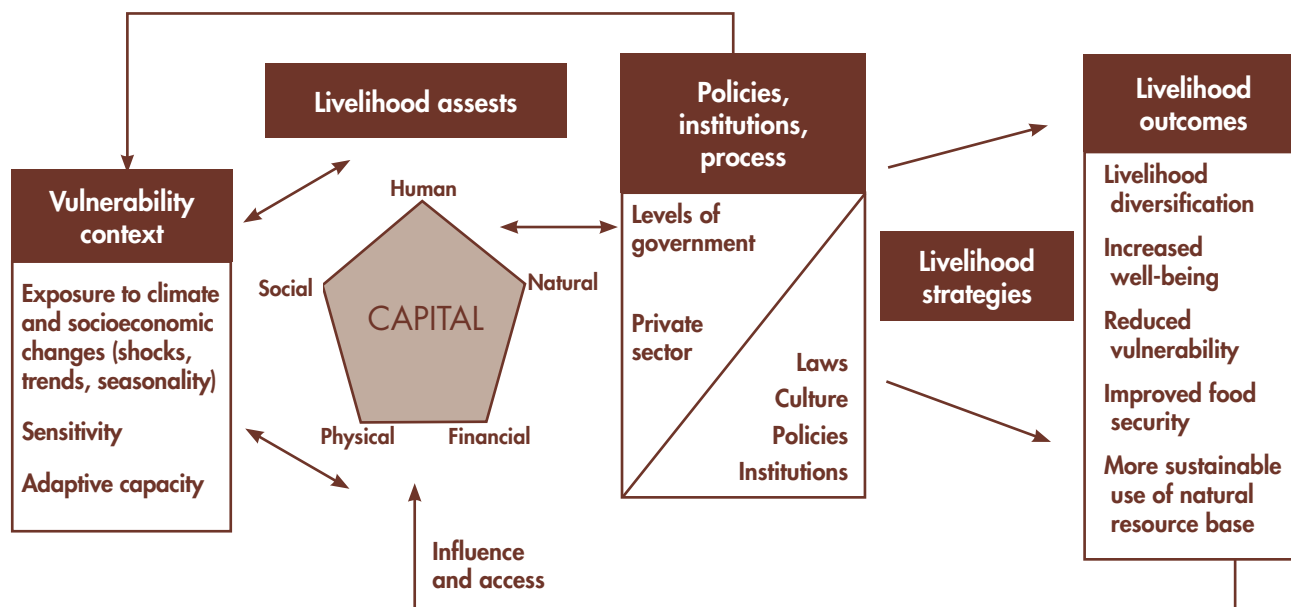 Livelihood assests
Policies,
institutions,
process
Livelihood
outcomes
Vulnerability
context
Exposure to climate
and socioeconomic
changes (shocks,
trends, seasonality)
Sensitivity
Adaptive capacity
Human
Social
Natural
CAPITAL
Physical
Financial
Levels of
government
Private
sector
Laws
Culture
Policies
Institutions
Livelihood
strategies
Livelihood
diversification
Increased
well-being
Reduced
vulnerability
Improved food
security
More sustainable
use of natural
resource base
Influence
and access